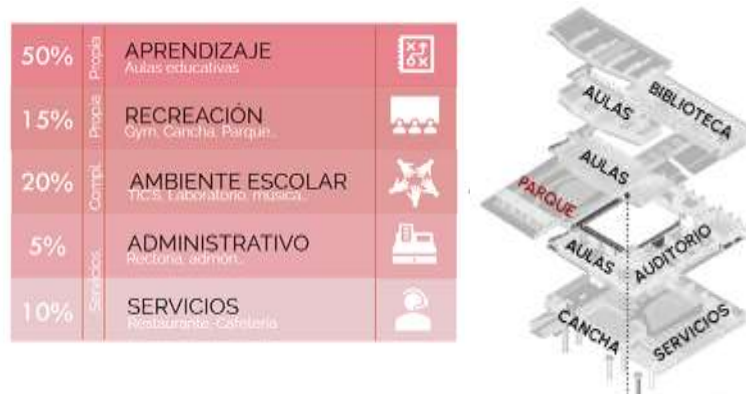 50%
Propia
APRENDIZAJE
Aulas educativas
15%
Propia
RECREACIÓN
Gym, Cancha, Parque...
20%
Compl.
AMBIENTE ESCOLAR
TICS, Laboratorio, música...
5%
ADMINISTRATIVO
Rectoria, admón...
10%
Servicios
SERVICIOS
Restaurante-Cafeteria
BIBLIOTECA
AULAS
AULAS
PARQUE
AULAS
AUDITORIO
CANCHA
SERVICIOS